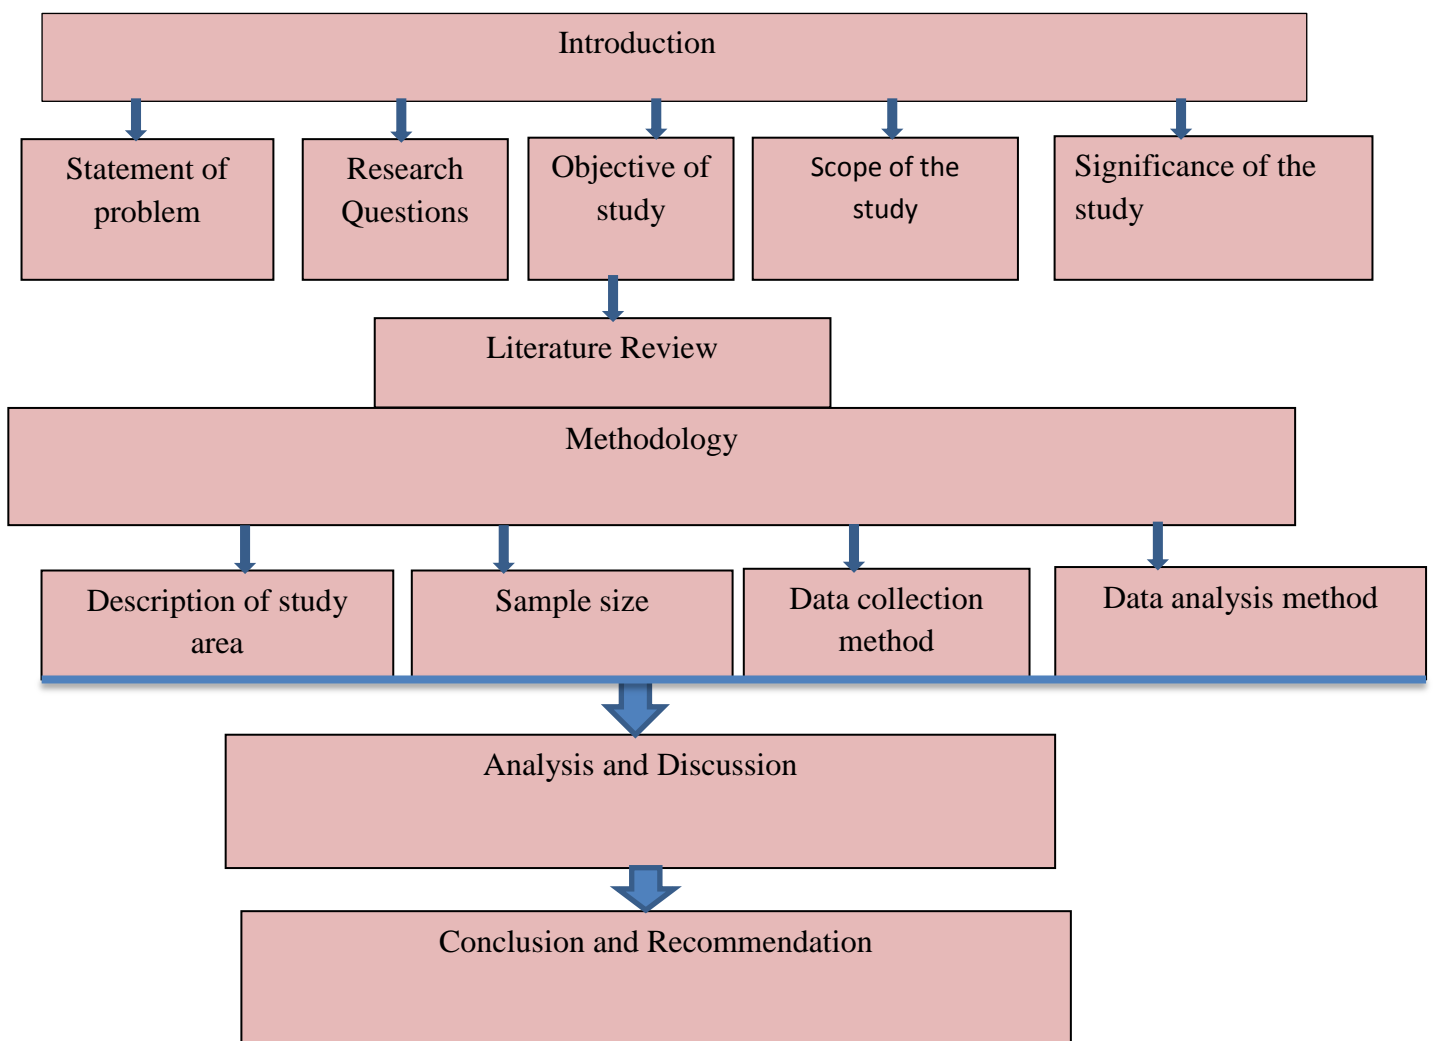 Introduction
Statement of
problem
Research
Questions
Objective of
study
Scope of the
study
Significance of the
study
Literature Review
Methodology
Description of study
area
Sample size
Data collection
method
Data analysis method
Analysis and Discussion
Conclusion and Recommendation